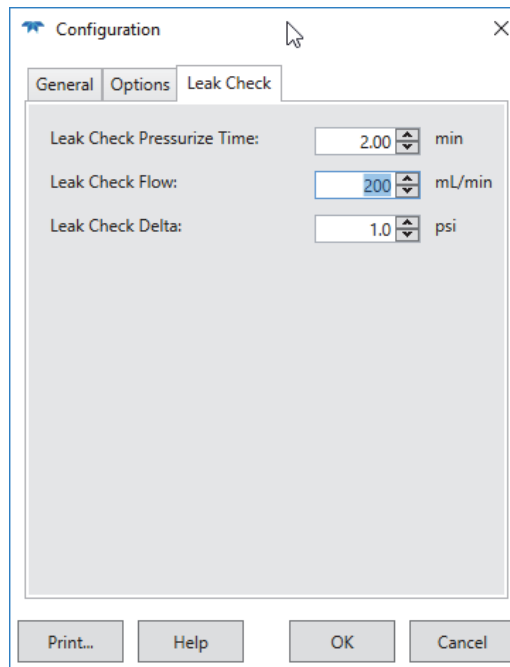 Configuration
General Options Leak Check
Leak Check Pressurize Time: 2.00 min
Leak Check Flow: 200 mL/min
Leak Check Delta: 1.0 psi
Print... Help OK Cancel